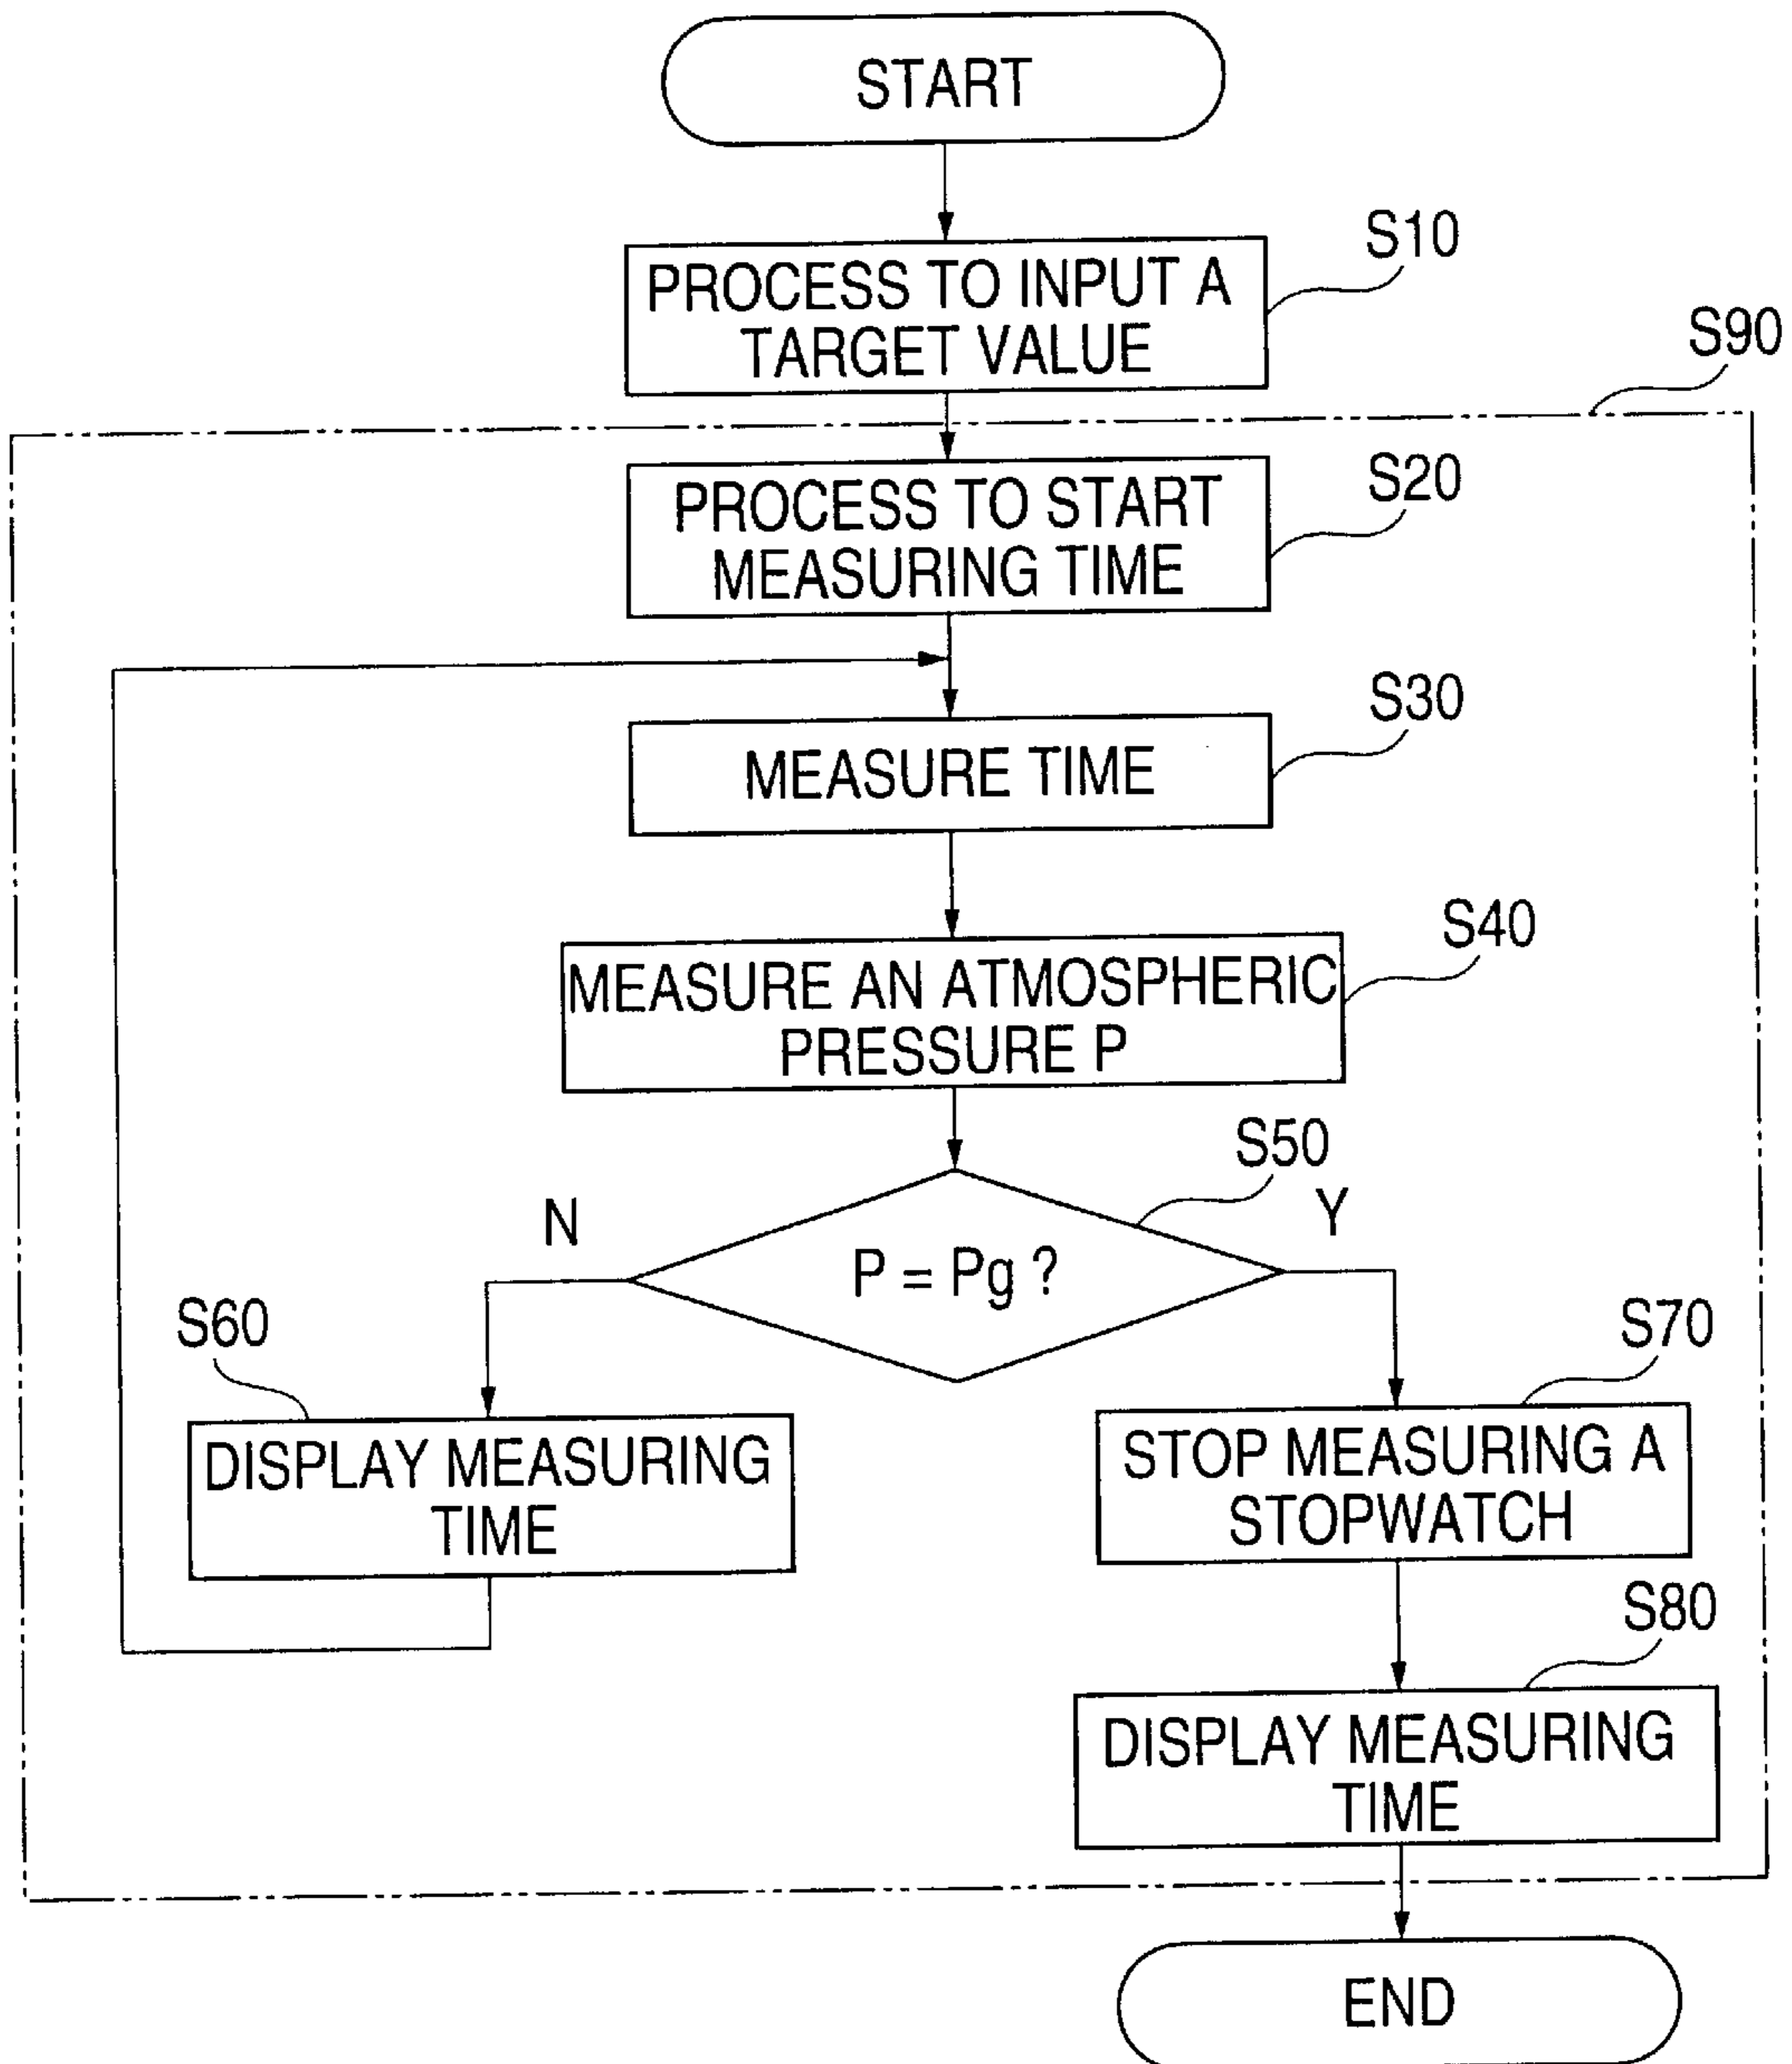 START
S10
PROCESS TO INPUT A
TARGET VALUE
S90
S20
PROCESS TO START
MEASURING TIME
S30
MEASURE TIME
S40
MEASURE AN ATMOSPHERIC
PRESSURE P
S50
N
Y
P = Pg ?
S60
S70
DISPLAY MEASURING
TIME
STOP MEASURING A
STOPWATCH
S80
DISPLAY MEASURING
TIME
END